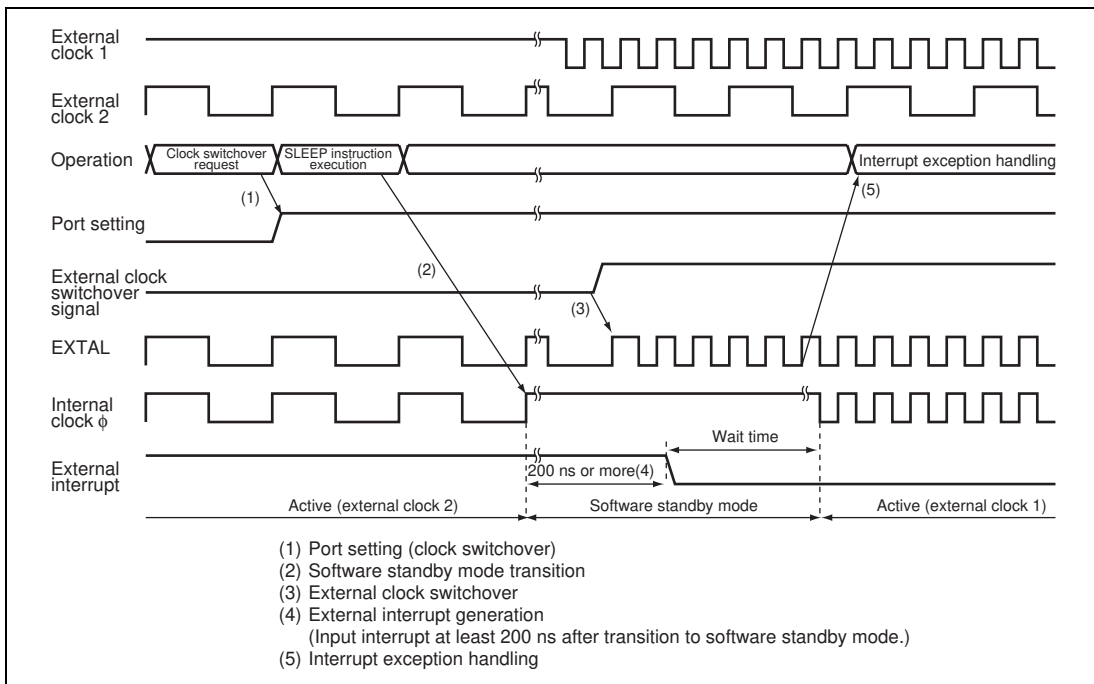 External
clock 1
External
clock 2
Operation
Clock switchover
request
SLEEP instruction
execution
Interrupt exception handling
(1)
(5)
Port setting
(2)
External clock
switchover
signal
(3)
EXTAL
Internal
clock ϕ
Wait time
External
interrupt
200 ns or more(4)
Active (external clock 2)
Software standby mode
Active (external clock 1)
(1) Port setting (clock switchover)
(2) Software standby mode transition
(3) External clock switchover
(4) External interrupt generation
(Input interrupt at least 200 ns after transition to software standby mode.)
(5) Interrupt exception handling